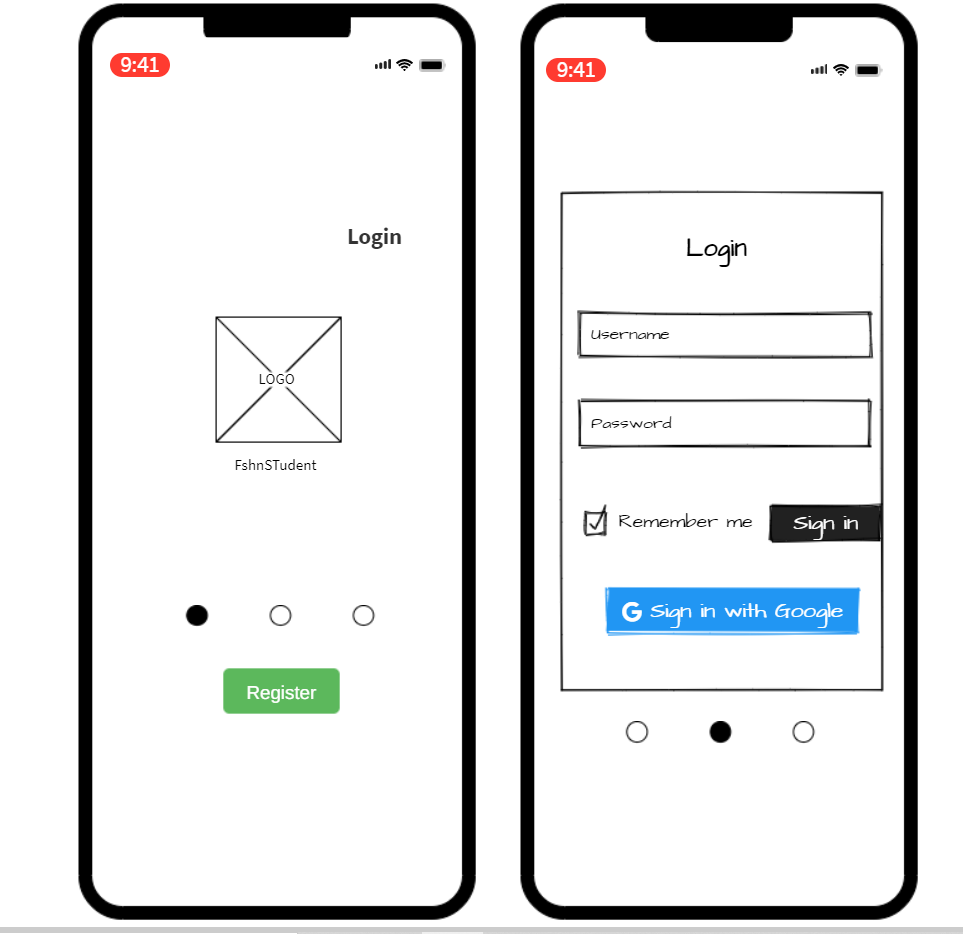 9:41
Login
LOGO
FshnSTudent
Register
9:41
Login
Username
Password
Remember me
Sign in
G Sign in with Google